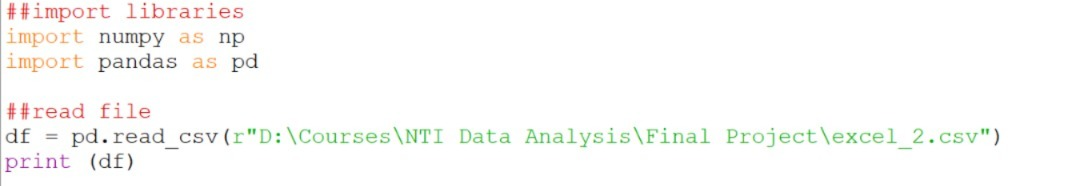 ##import libraries
import numpy as np
import pandas as pd
##read file
df = pd.read_csv(r"D:\Courses\NTI Data Analysis\Final Project\excel_2.csv")
print (df)